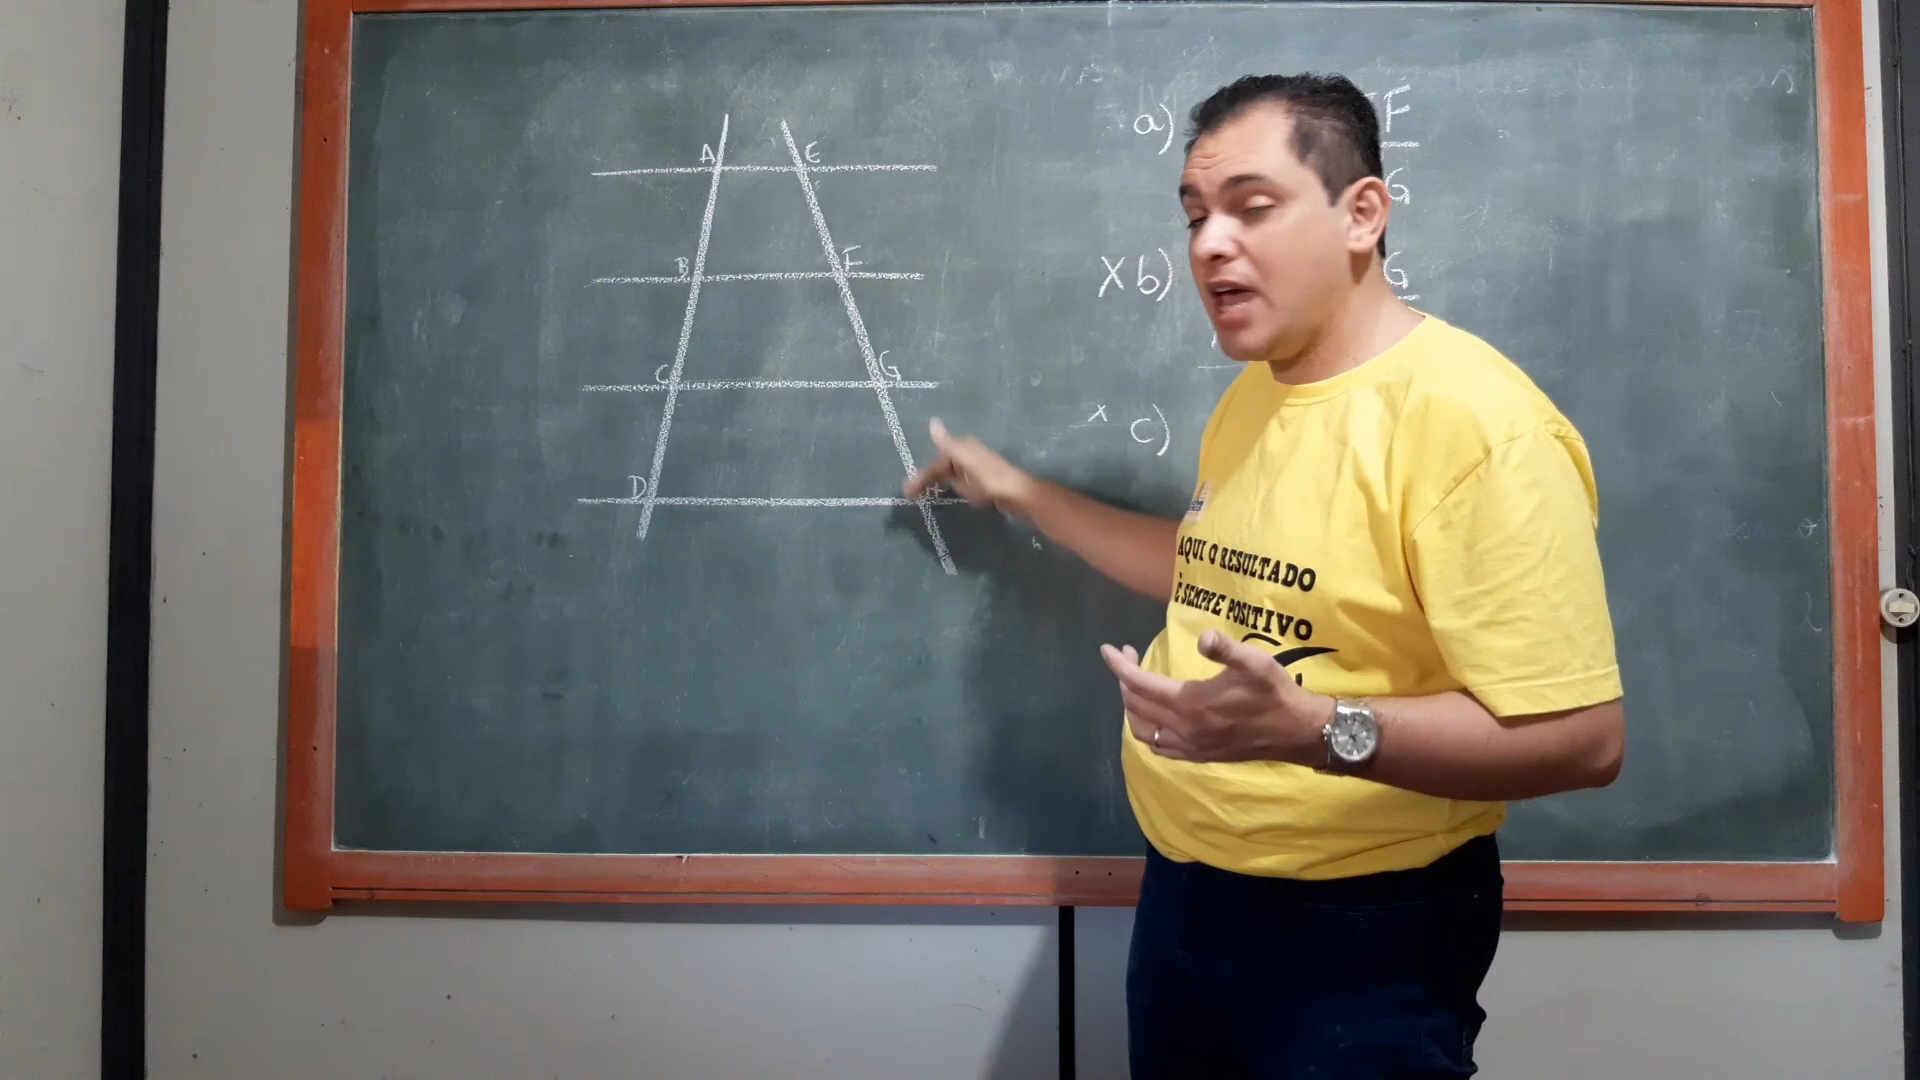 A E
B F
C G
D H
a) F
G
X b) G
x c)
AQUI O RESULTADO
É SEMPRE POSITIVO